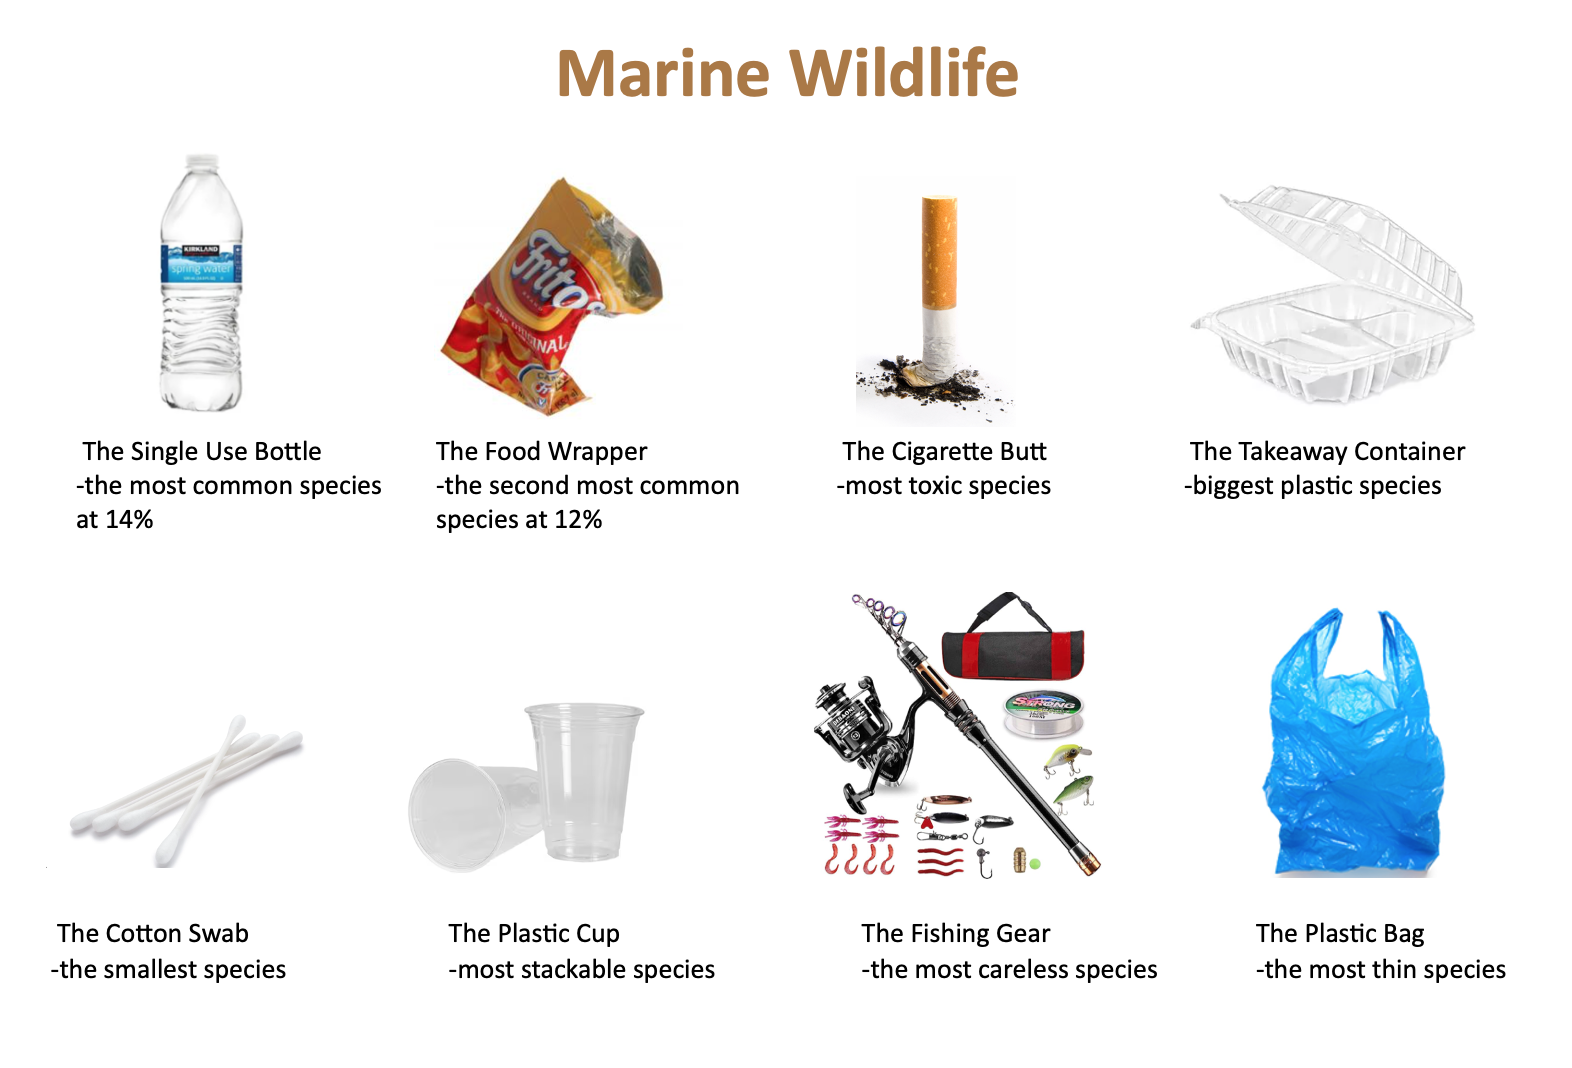 Marine Wildlife
KIRKLAND
spring water
Fritos
THE ORIGINAL
The Single Use Bottle
-the most common species
at 14%
The Food Wrapper
-the second most common
species at 12%
The Cigarette Butt
-most toxic species
The Takeaway Container
-biggest plastic species
The Cotton Swab
-the smallest species
The Plastic Cup
-most stackable species
The Fishing Gear
-the most careless species
The Plastic Bag
-the most thin species